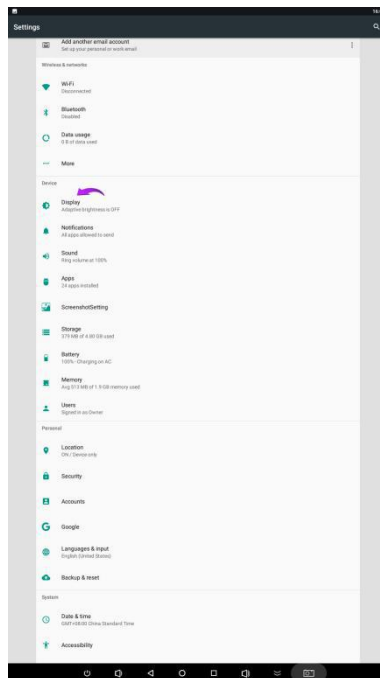 Settings
Add another email account
Set up your personal or work email
Wireless & networks
Wi-Fi
Disconnected
Bluetooth
Disabled
Data usage
0 B of data used
More
Device
Display
Adaptive brightness is OFF
Notifications
All apps allowed to send
Sound
Ring volume at 100%
Apps
24 apps installed
ScreenshotSetting
Storage
Battery
100% - Charging on AC
Memory
Users
Signed in as Owner
Personal
Location
ON / Device only
Security
Accounts
Google
Languages & input
English (United States)
Backup & reset
System
Date & time
GMT+08:00 China Standard Time
Accessibility